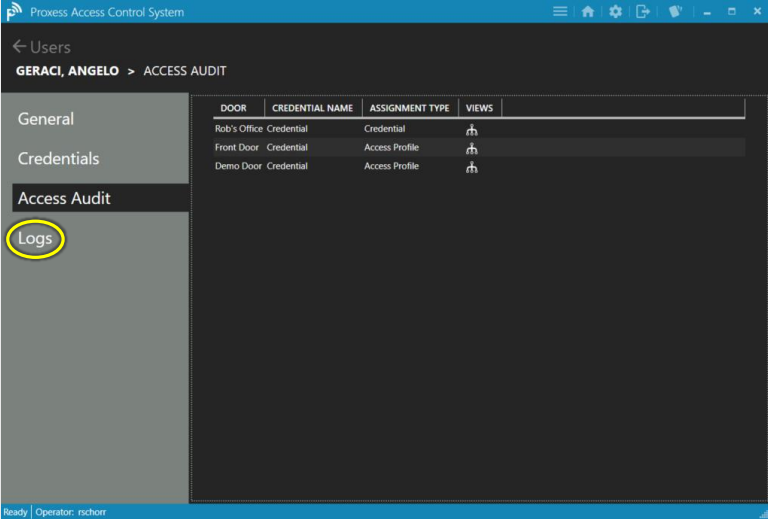 Proxess Access Control System
Users
GERACI, ANGELO > ACCESS AUDIT
General
Credentials
Access Audit
Logs
DOOR CREDENTIAL NAME ASSIGNMENT TYPE VIEWS
Rob's Office Credential Credential
Front Door Credential Access Profile
Demo Door Credential Access Profile
Ready Operator: rschorr